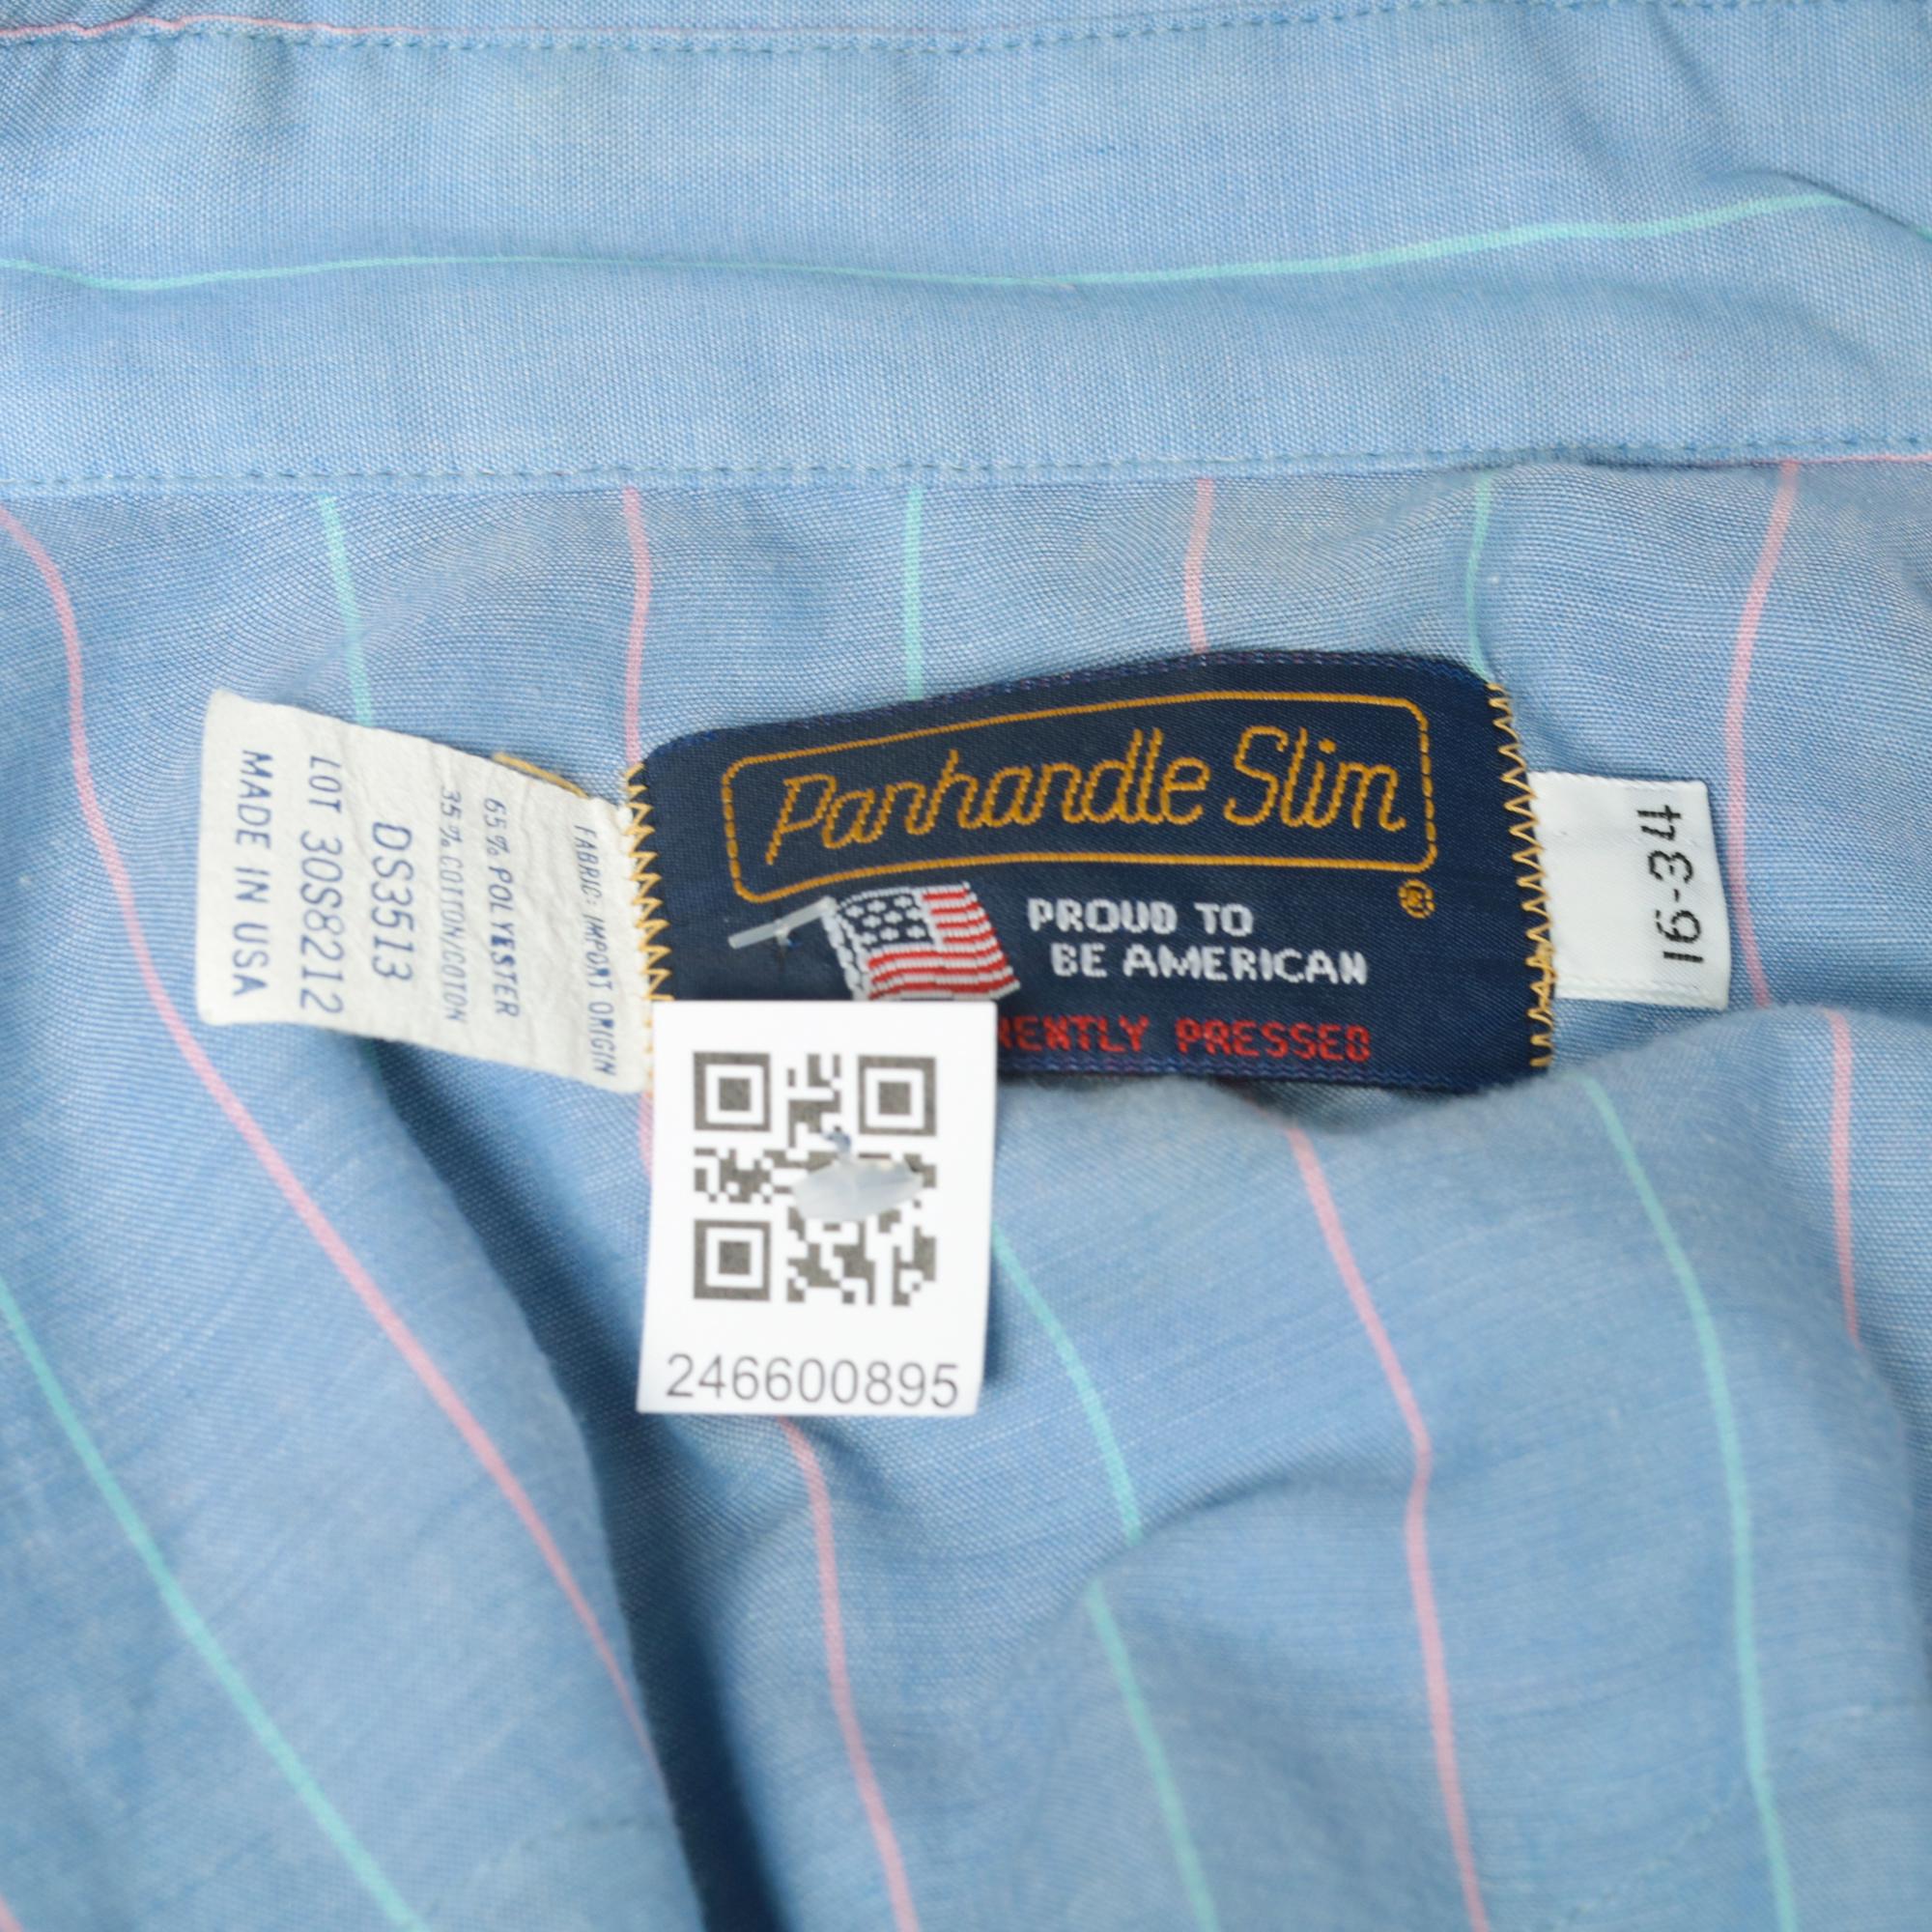 FABRIC: IMPORT ORIGIN
65% POLYESTER
35% COTTON/COTON
DS3513
LOT 30S8212
MADE IN USA
Panhandle Slim
®
PROUD TO
BE AMERICAN
NENTLY PRESSED
16-34
246600895